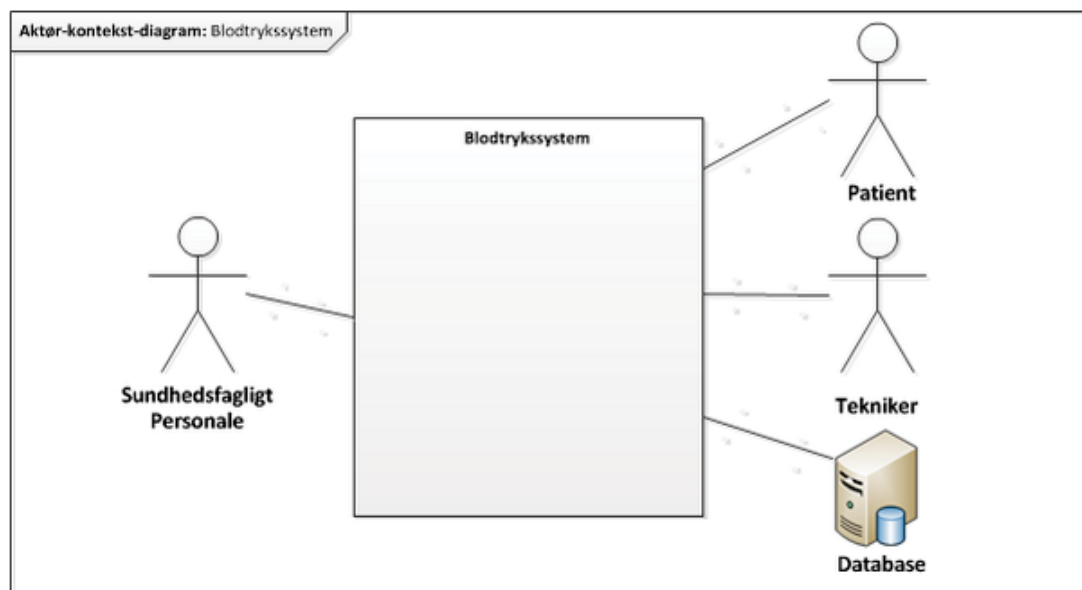 Aktør-kontekst-diagram: Blodtrykssystem
Blodtrykssystem
Patient
Sundhedsfagligt
Personale
Tekniker
Database